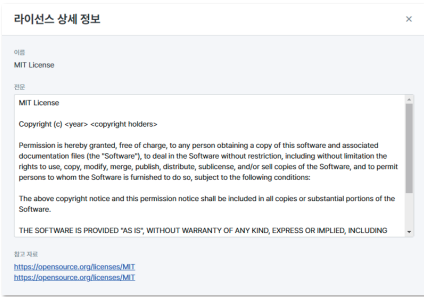 라이선스 상세 정보
이름
MIT License
전문
MIT License
Copyright (c) <year> <copyright holders>
Permission is hereby granted, free of charge, to any person obtaining a copy of this software and associated
documentation files (the "Software"), to deal in the Software without restriction, including without limitation the
rights to use, copy, modify, merge, publish, distribute, sublicense, and/or sell copies of the Software, and to permit
persons to whom the Software is furnished to do so, subject to the following conditions:
The above copyright notice and this permission notice shall be included in all copies or substantial portions of the
Software.
THE SOFTWARE IS PROVIDED "AS IS", WITHOUT WARRANTY OF ANY KIND, EXPRESS OR IMPLIED, INCLUDING
참고 자료
https://opensource.org/licenses/MIT
https://opensource.org/licenses/MIT